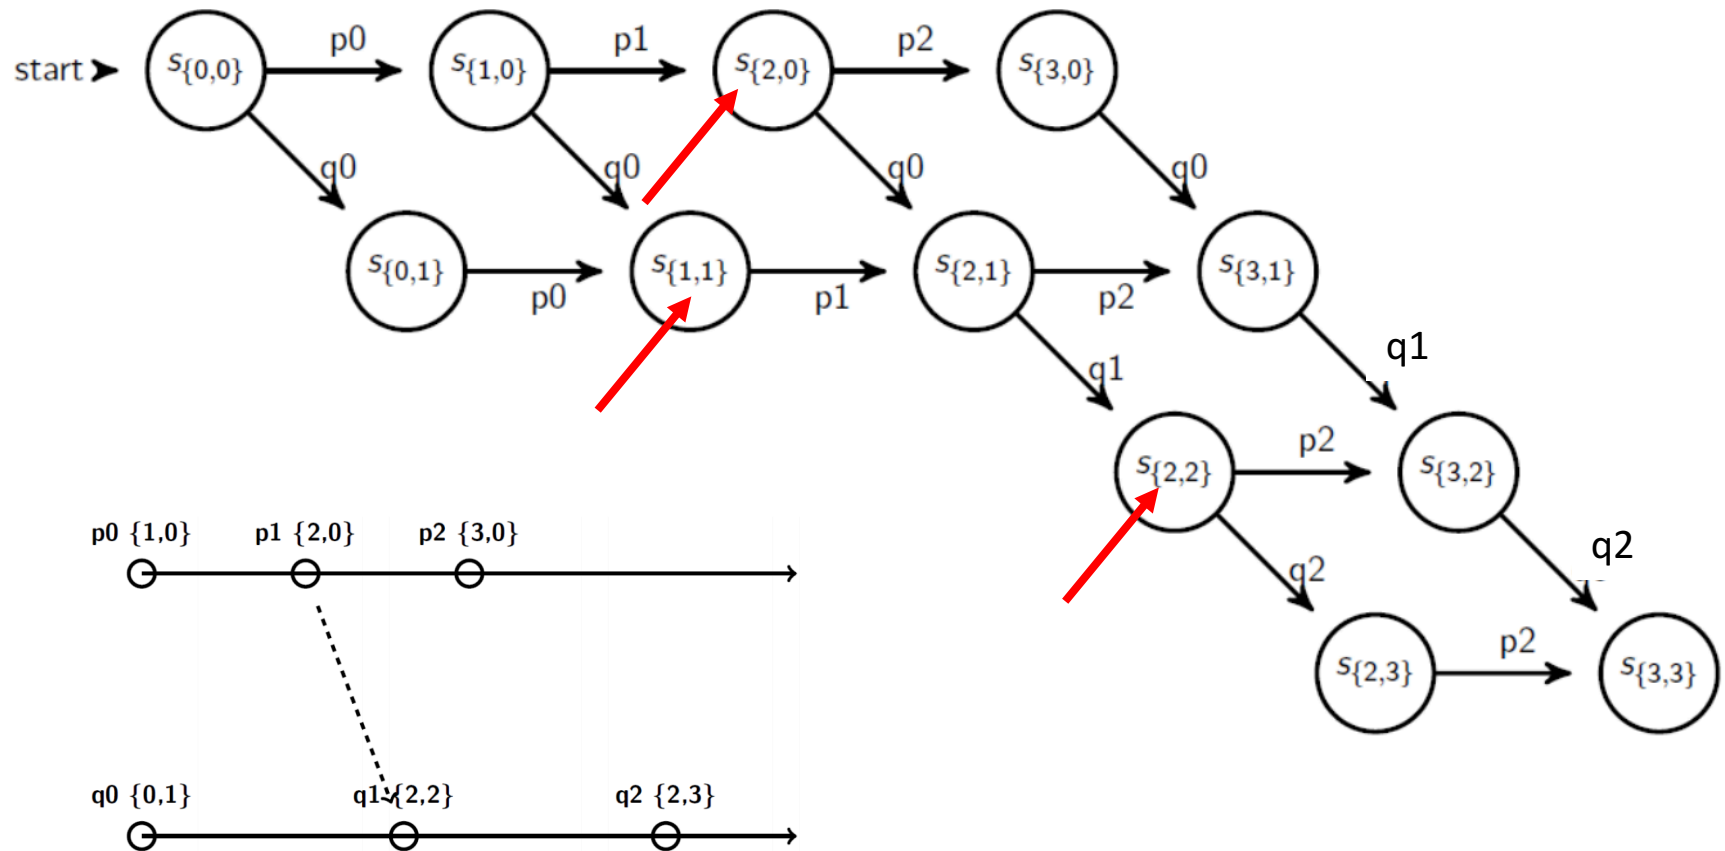 p0 p1 p2
start S{0,0} S{1,0} S{2,0} S{3,0}
q0 q0 q0 q0
S{0,1} S{1,1} S{2,1} S{3,1}
p0 p1 p2
q1 q1
p2
S{2,2} S{3,2}
p0 {1,0} p1 {2,0} p2 {3,0}
q2 q2
p2
S{2,3} S{3,3}
q0 {0,1} q1 {2,2} q2 {2,3}